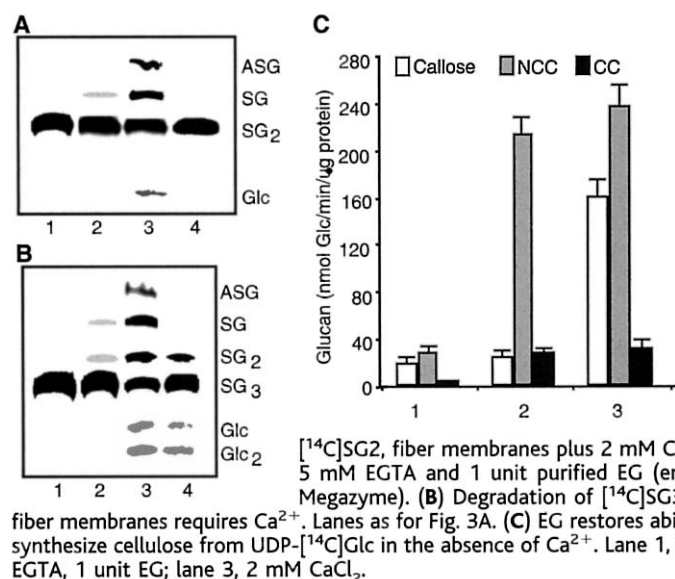 A
ASG
SG
SG2
Glc
1 2 3 4
B
ASG
SG
SG2
SG3
Glc
Glc2
1 2 3 4
C
Callose NCC CC
Glucan (nmol Glc/min/ug protein)
280
240
200
160
120
80
40
0
1 2 3
[14C]SG2, fiber membranes plus 2 mM C
5 mM EGTA and 1 unit purified EG (en
Megazyme). (B) Degradation of [14C]SG3
fiber membranes requires Ca2+. Lanes as for Fig. 3A. (C) EG restores abi
synthesize cellulose from UDP-[14C]Glc in the absence of Ca2+. Lane 1,
EGTA, 1 unit EG; lane 3, 2 mM CaCl2.